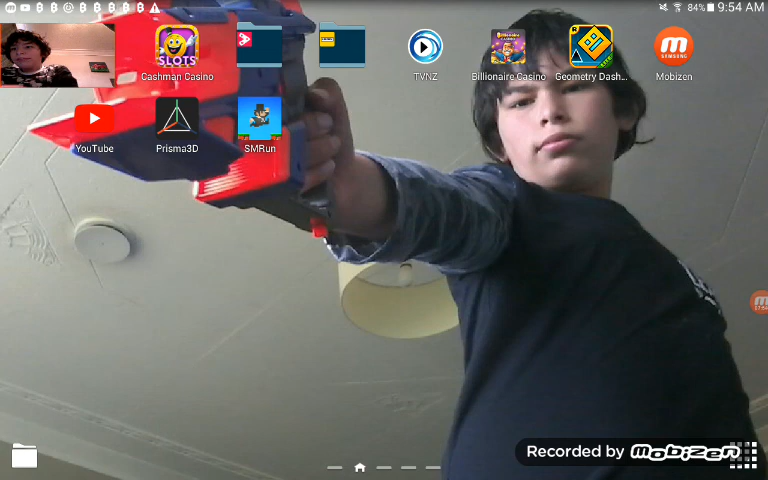 84% 9:54 AM
SLOTS
Cashman Casino
TVNZ
Billionaire Casino
Geometry Dash...
SAMSUNG
Mobizen
YouTube
Prisma3D
SMRun
Recorded by mobizen